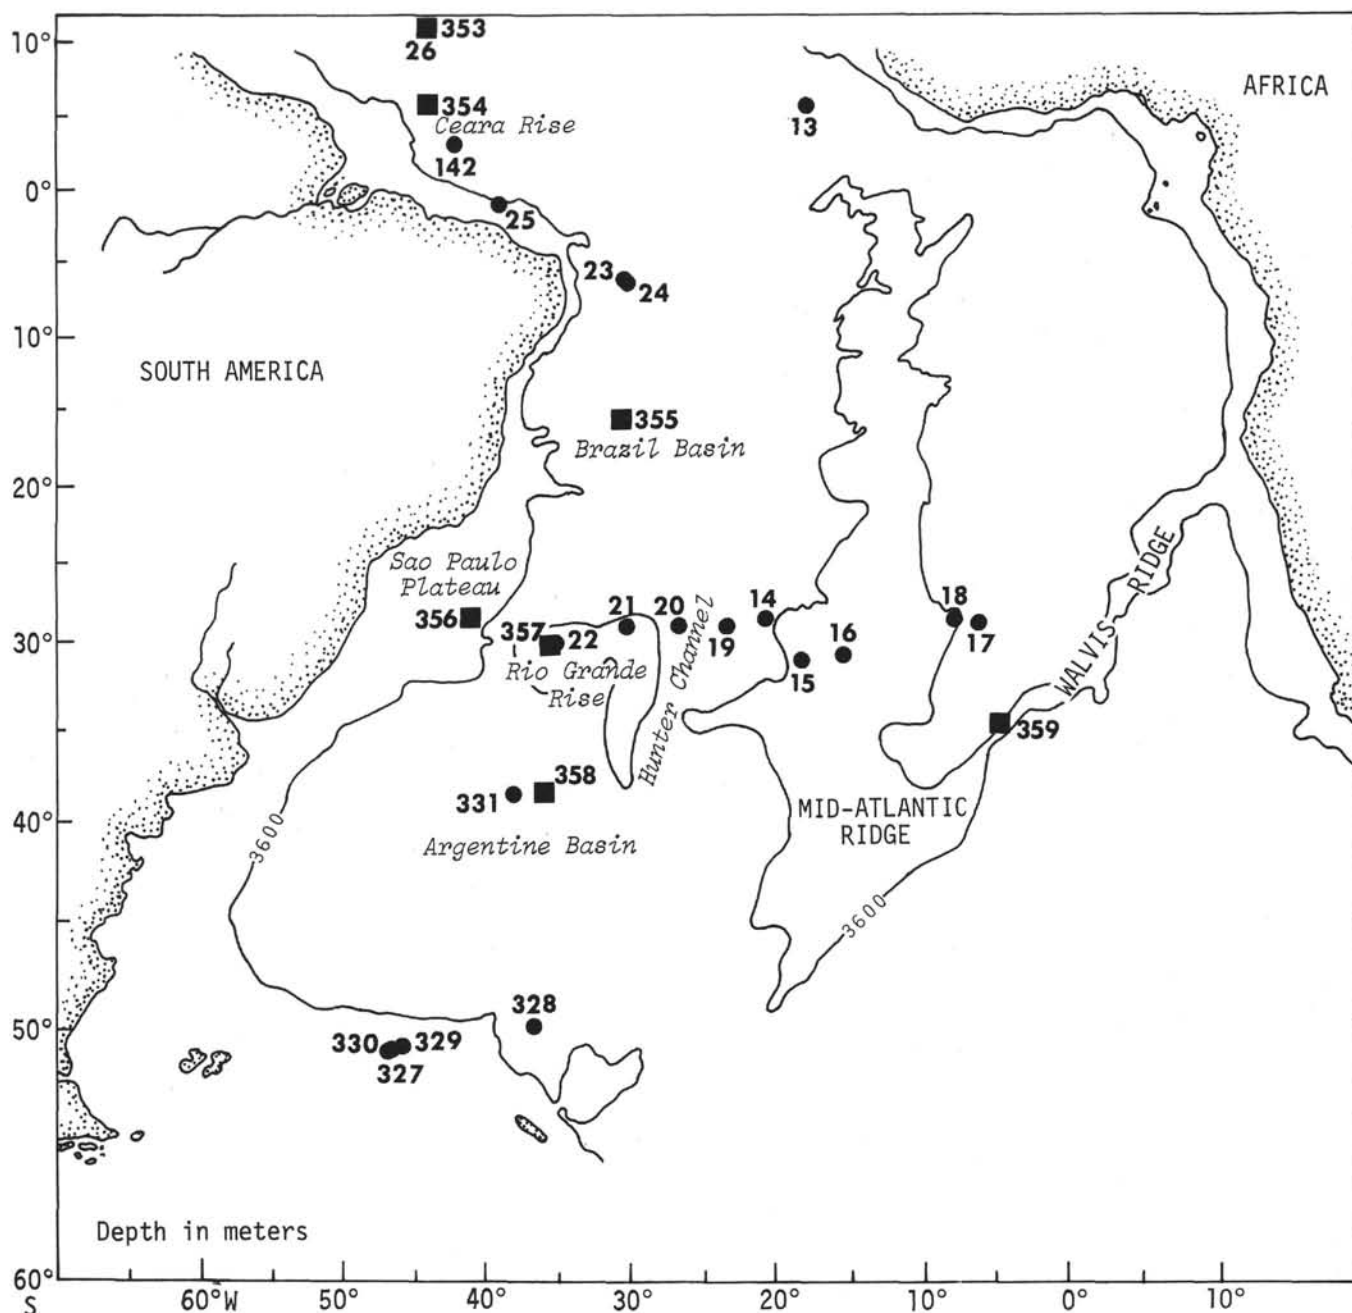 10°
353
26
AFRICA
354
Ceara Rise
13
142
0°
25
23
24
10°
SOUTH AMERICA
355
Brazil Basin
20°
Sao Paulo
Plateau
356
357
22
21
20
19
14
15
16
18
17
30°
Rio Grande
Rise
Hunter Channel
WALVIS RIDGE
359
358
331
MID-ATLANTIC
RIDGE
40°
Argentine Basin
3600
3600
328
50°
330
329
327
Depth in meters
60°
S
60°W
50°
40°
30°
20°
10°
0°
10°